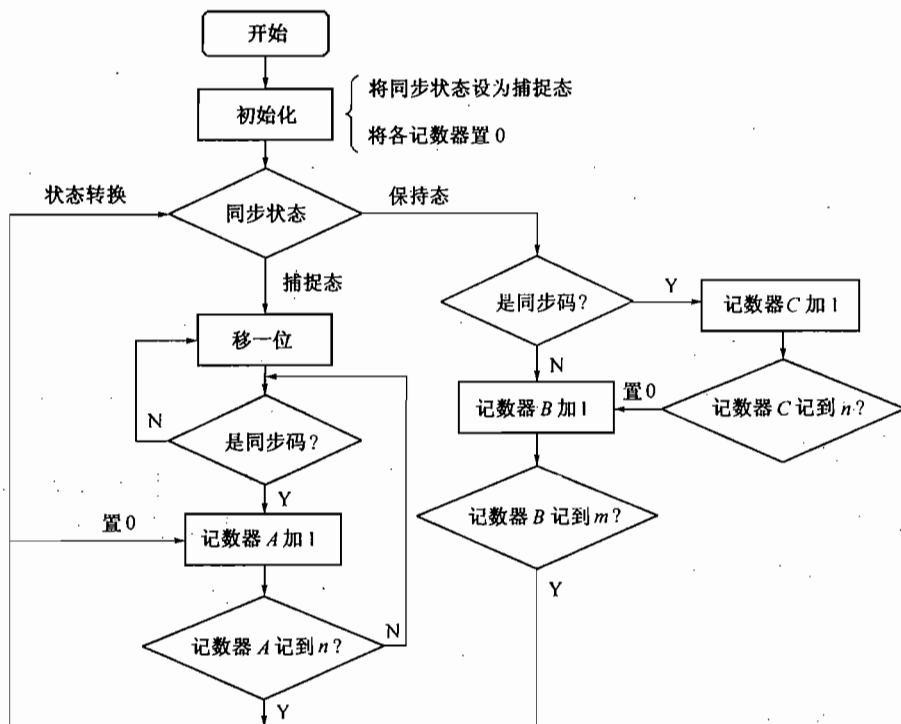 开始
初始化
将同步状态设为捕捉态
将各记数器置0
状态转换
同步状态
保持态
捕捉态
是同步码?
Y
记数器C加1
移一位
N
记数器B加1
置0
记数器C记到n?
N
是同步码?
Y
记数器B记到m?
置0
记数器A加1
Y
记数器A记到n?
N
Y